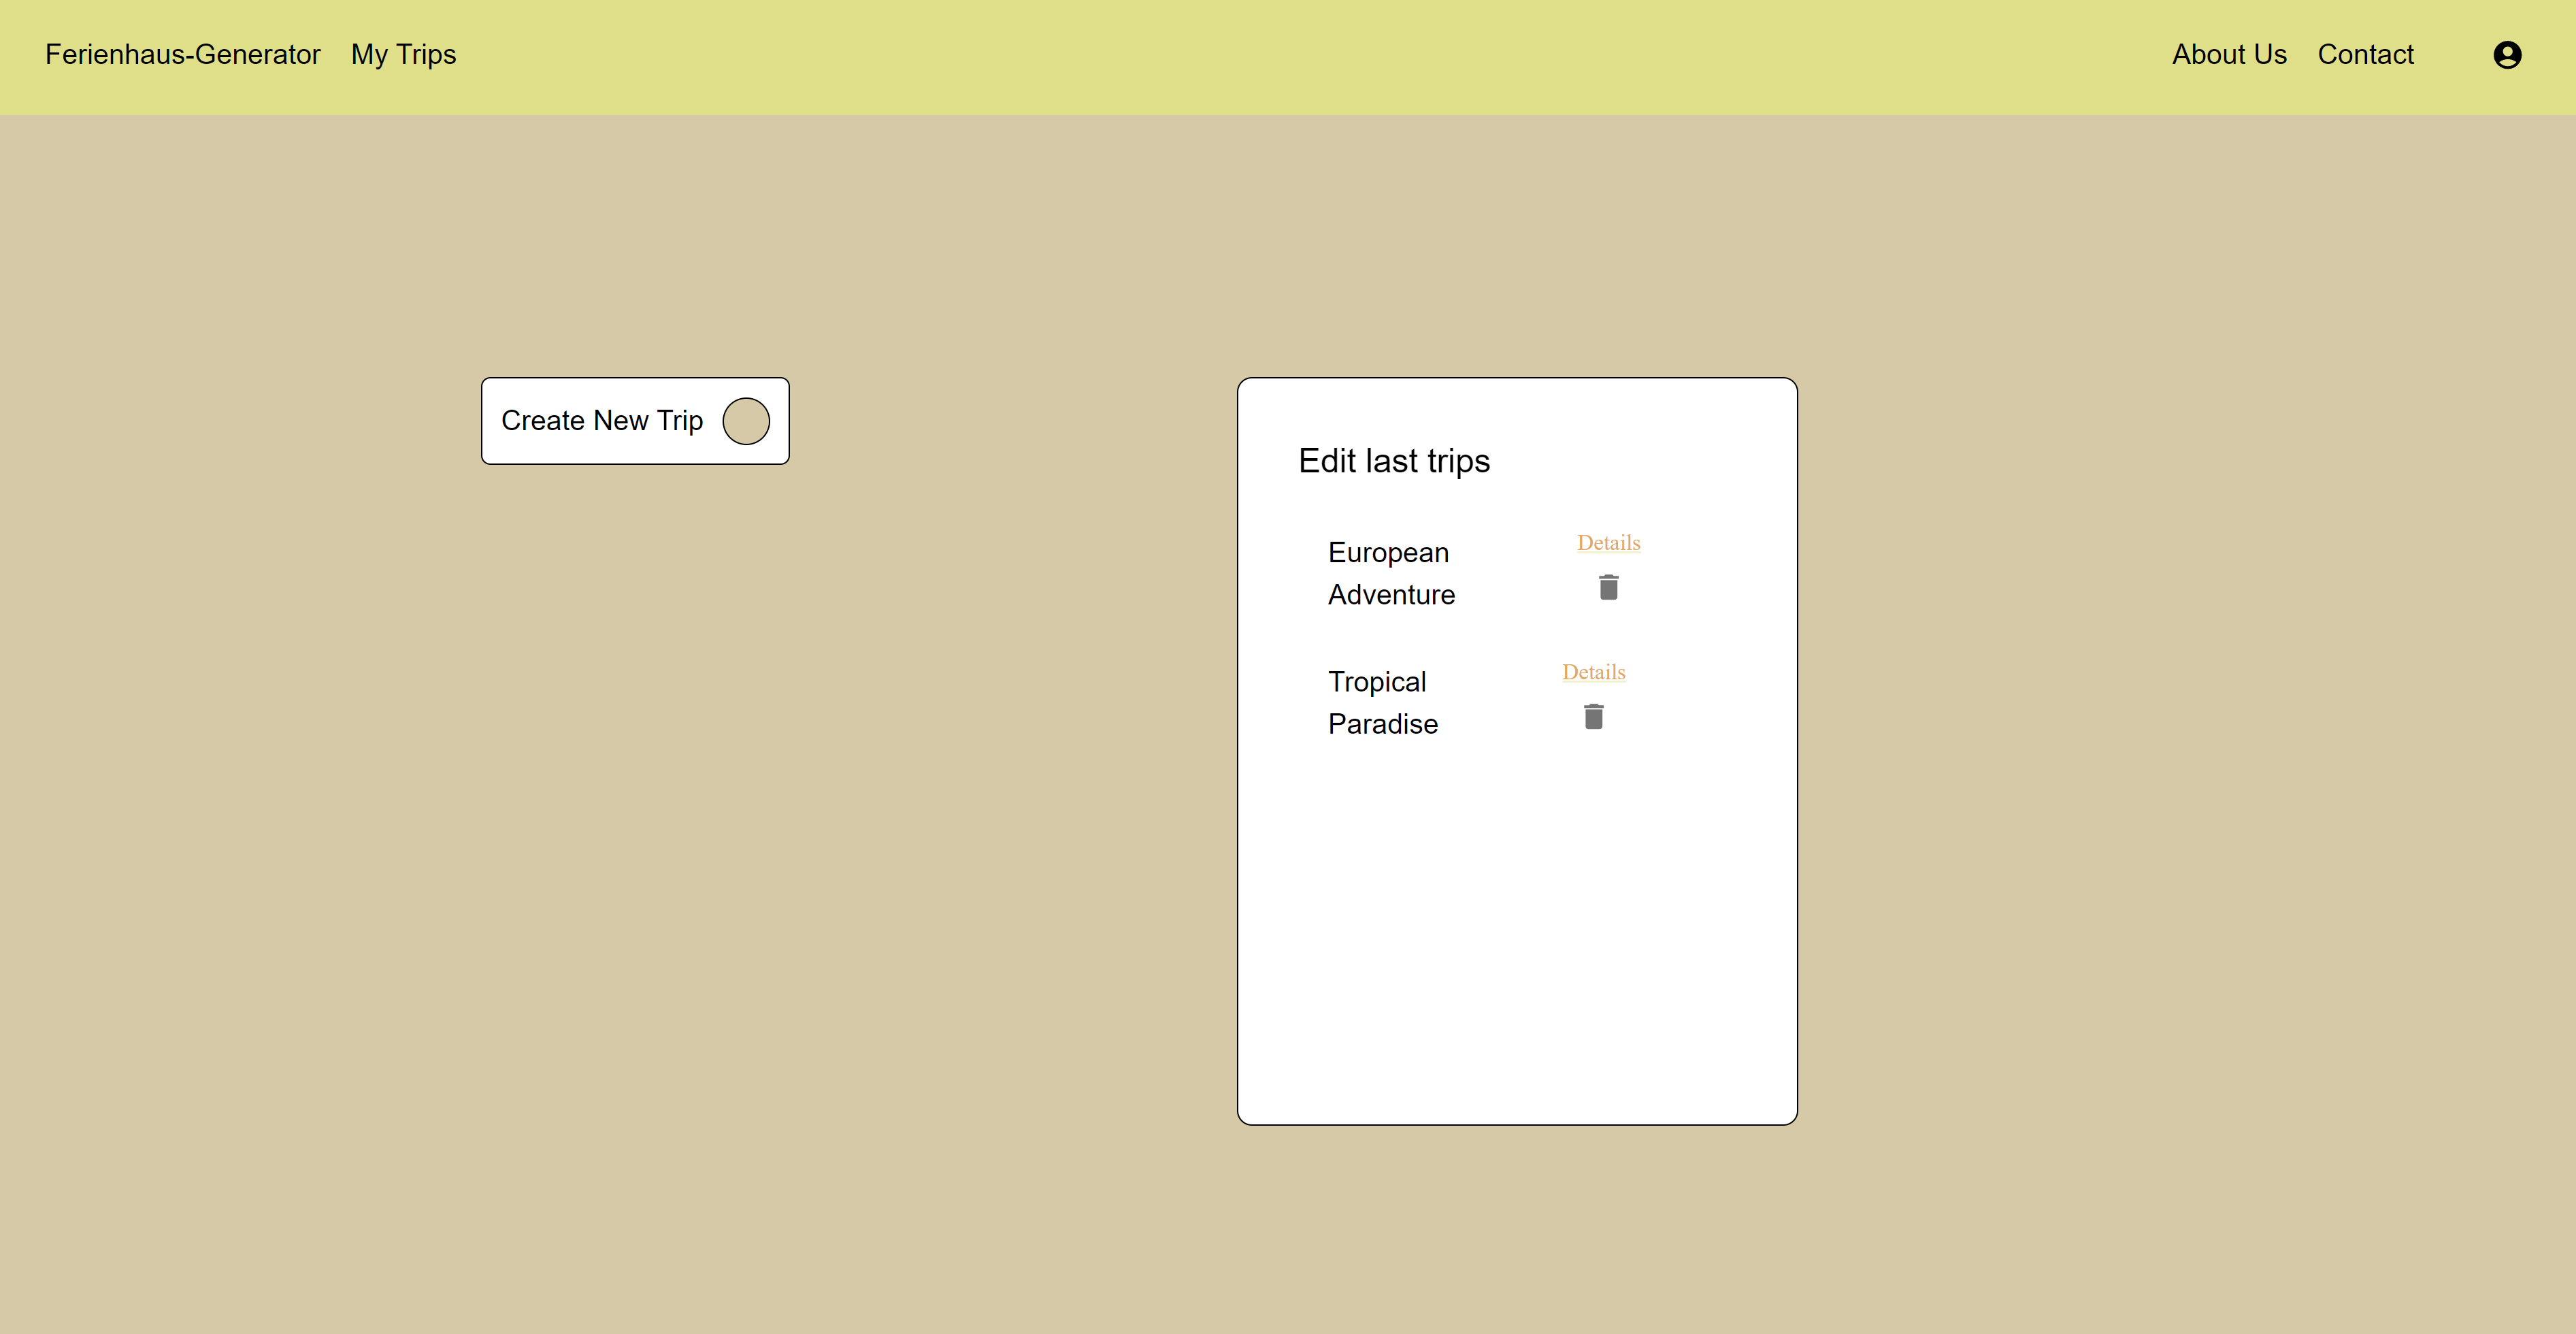 Ferienhaus-Generator My Trips About Us Contact
Create New Trip
Edit last trips
European
Adventure
Details
Tropical
Paradise
Details